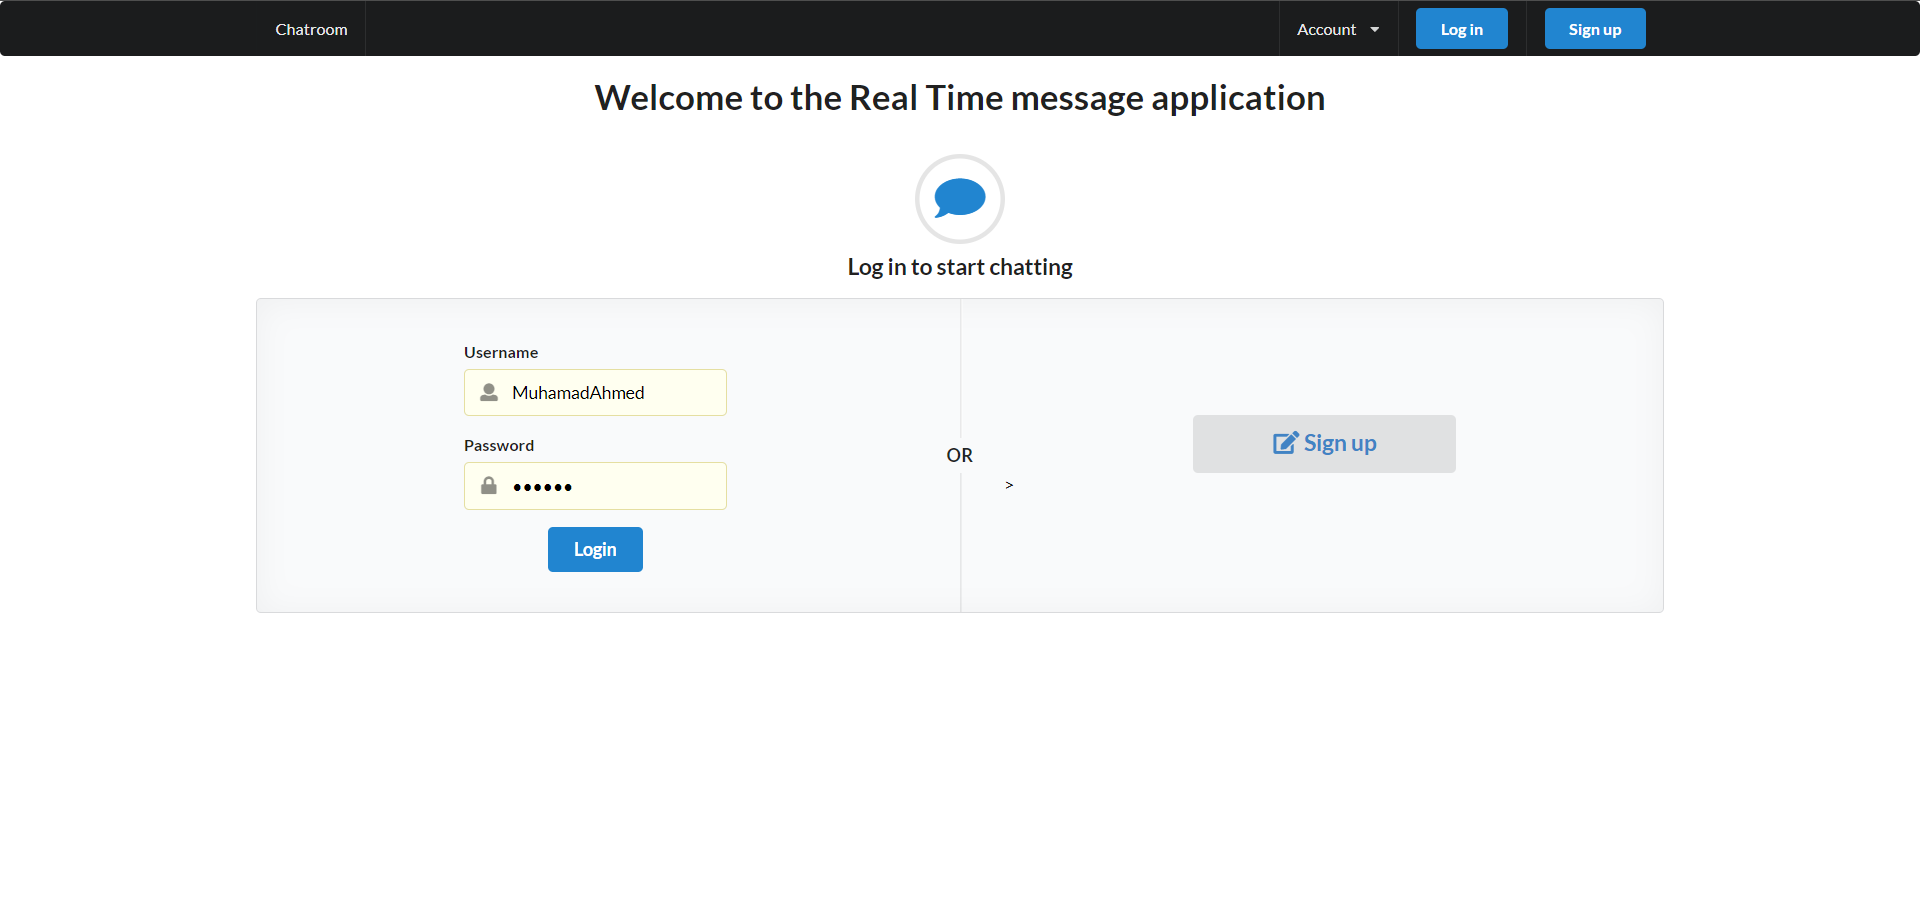 Chatroom
Account
Log in
Sign up
Welcome to the Real Time message application
Log in to start chatting
Username
MuhamadAhmed
Password
••••••
Login
OR
>
Sign up